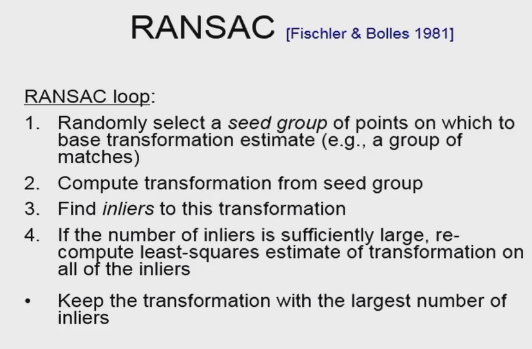 RANSAC [Fischler & Bolles 1981]
RANSAC loop:
1. Randomly select a seed group of points on which to
base transformation estimate (e.g., a group of
matches)
2. Compute transformation from seed group
3. Find inliers to this transformation
4. If the number of inliers is sufficiently large, re-
compute least-squares estimate of transformation on
all of the inliers
• Keep the transformation with the largest number of
inliers